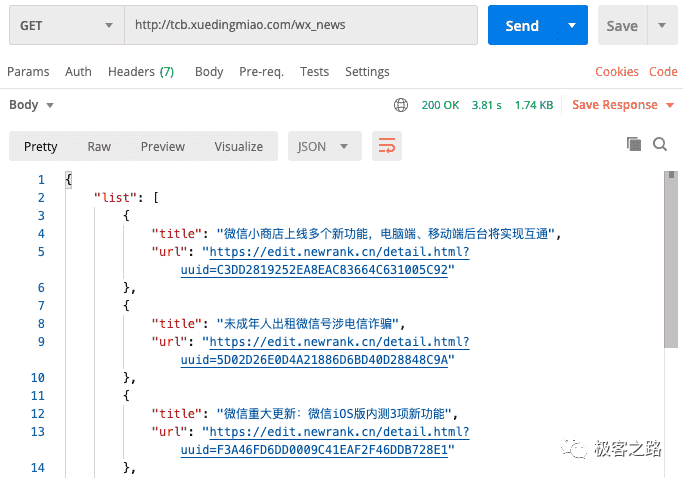 GET http://tcb.xuedingmiao.com/wx_news Send Save
Params Auth Headers (7) Body Pre-req. Tests Settings Cookies Code
Body 200 OK 3.81 s 1.74 KB Save Response
Pretty Raw Preview Visualize JSON
1 {
2 "list": [
3 {
4 "title": "微信小商店上线多个新功能，电脑端、移动端后台将实现互通",
5 "url": "https://edit.newrank.cn/detail.html?
uuid=C3DD2819252EA8EAC83664C631005C92"
6 },
7 {
8 "title": "未成年人出租微信号涉电信诈骗",
9 "url": "https://edit.newrank.cn/detail.html?
uuid=5D02D26E0D4A21886D6BD40D28848C9A"
10 },
11 {
12 "title": "微信重大更新：微信iOS版内测3项新功能",
13 "url": "https://edit.newrank.cn/detail.html?
uuid=F3A46FD6DD0009C41EAF2F46DDB728E1"
14 },
极客之路